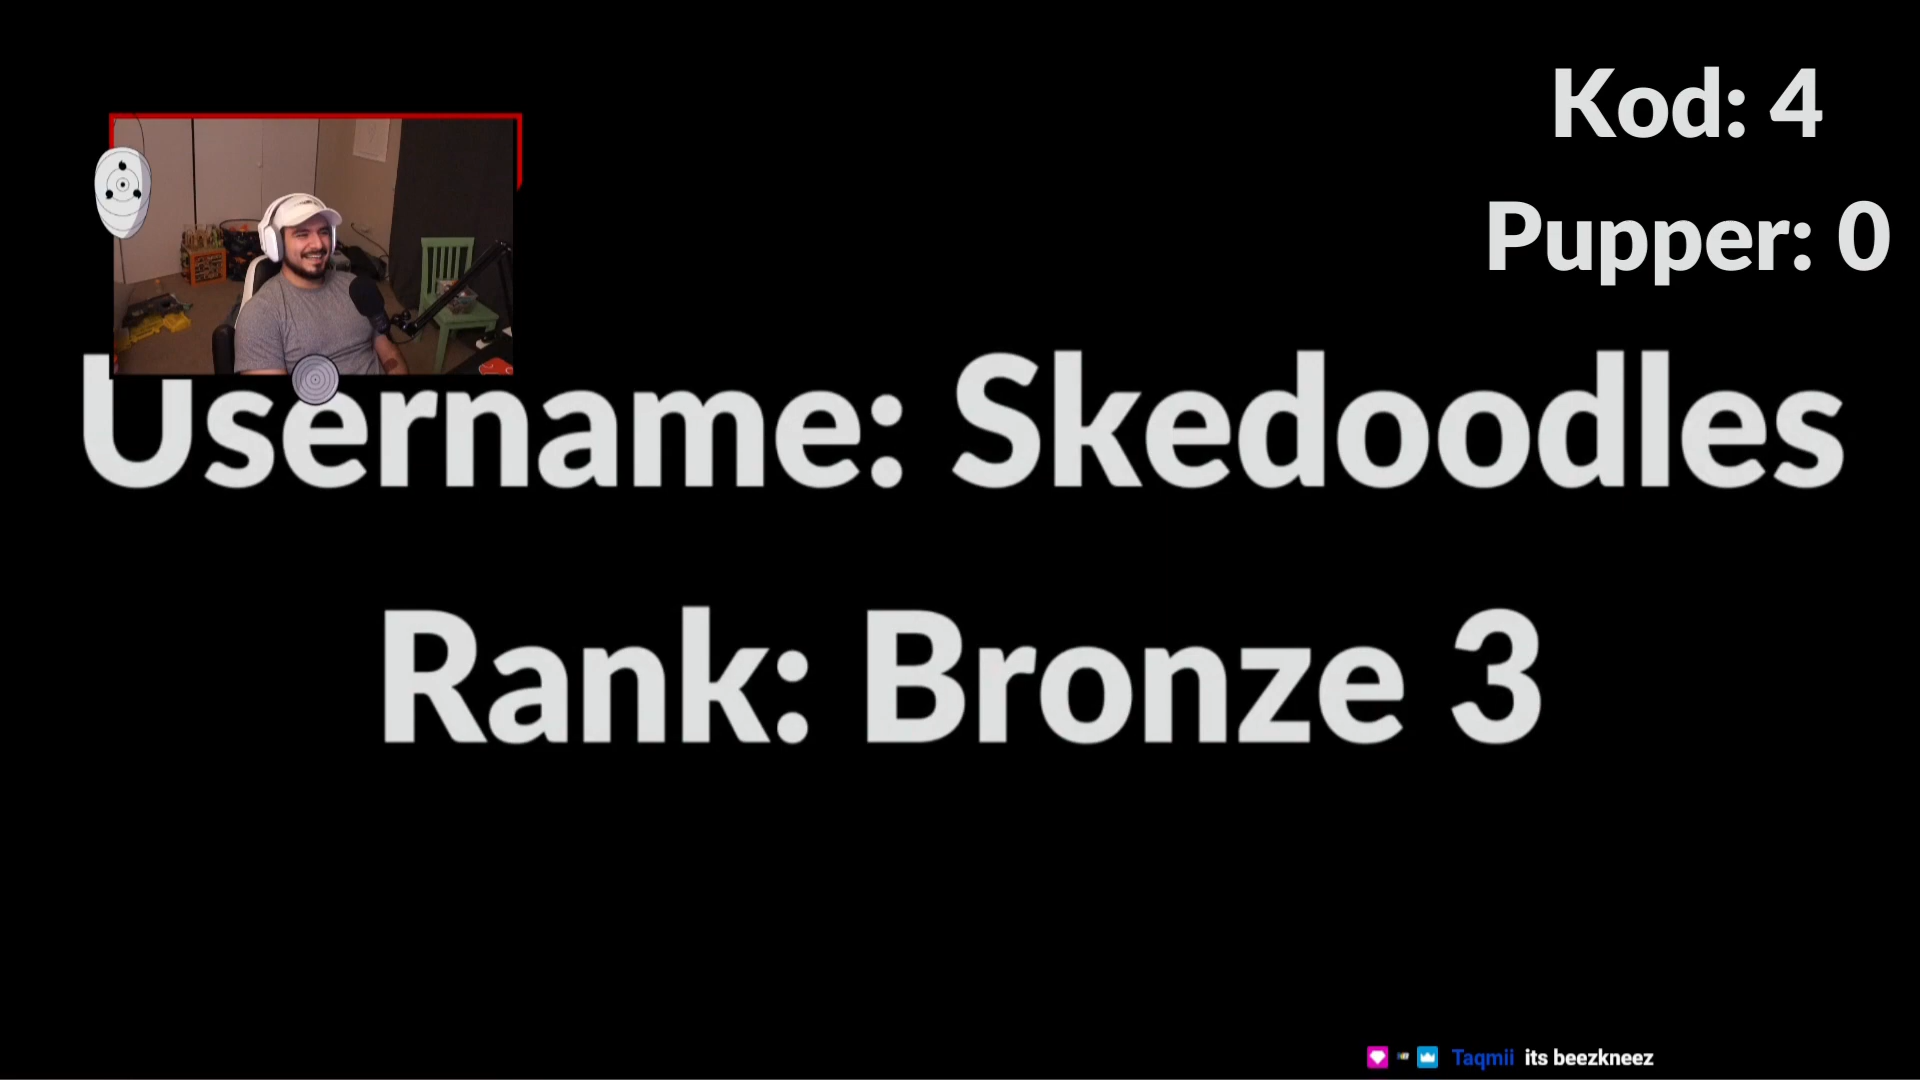 Kod: 4
Pupper: 0
Username: Skedoodles
Rank: Bronze 3
Taqmii its beezkneez